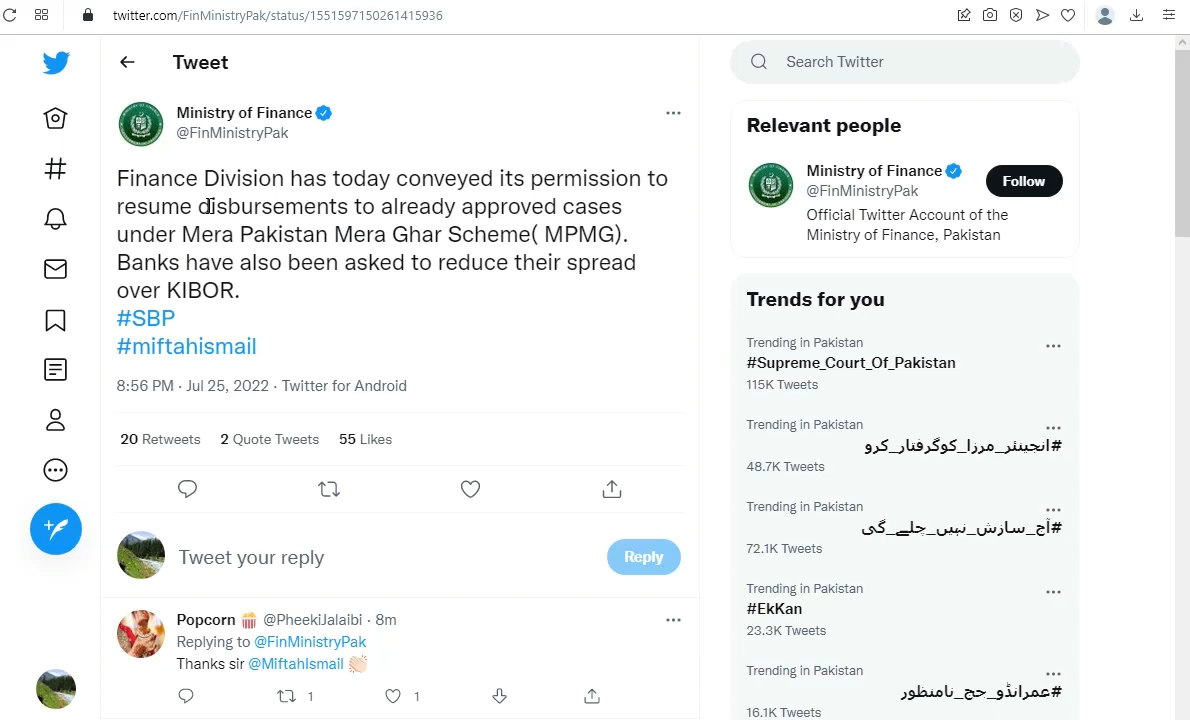 twitter.com/FinMinistryPak/status/1551597150261415936
Tweet
Ministry of Finance
@FinMinistryPak
Finance Division has today conveyed its permission to
resume disbursements to already approved cases
under Mera Pakistan Mera Ghar Scheme( MPMG).
Banks have also been asked to reduce their spread
over KIBOR.
#SBP
#miftahismail
8:56 PM · Jul 25, 2022 · Twitter for Android
20 Retweets 2 Quote Tweets 55 Likes
Tweet your reply
Reply
Popcorn 🍿 @PheekiJalaibi · 8m
Replying to @FinMinistryPak
Thanks sir @MiftahIsmail 👏🏻
1 1
Search Twitter
Relevant people
Ministry of Finance
@FinMinistryPak
Follow
Official Twitter Account of the
Ministry of Finance, Pakistan
Trends for you
Trending in Pakistan
#Supreme_Court_Of_Pakistan
115K Tweets
Trending in Pakistan
#انجینئر_مرزا_کوگرفتار_کرو
48.7K Tweets
Trending in Pakistan
#آج_سازش_نہیں_چلے_گی
72.1K Tweets
Trending in Pakistan
#EkKan
23.3K Tweets
Trending in Pakistan
#عمرانڈو_جج_نامنظور
16.1K Tweets